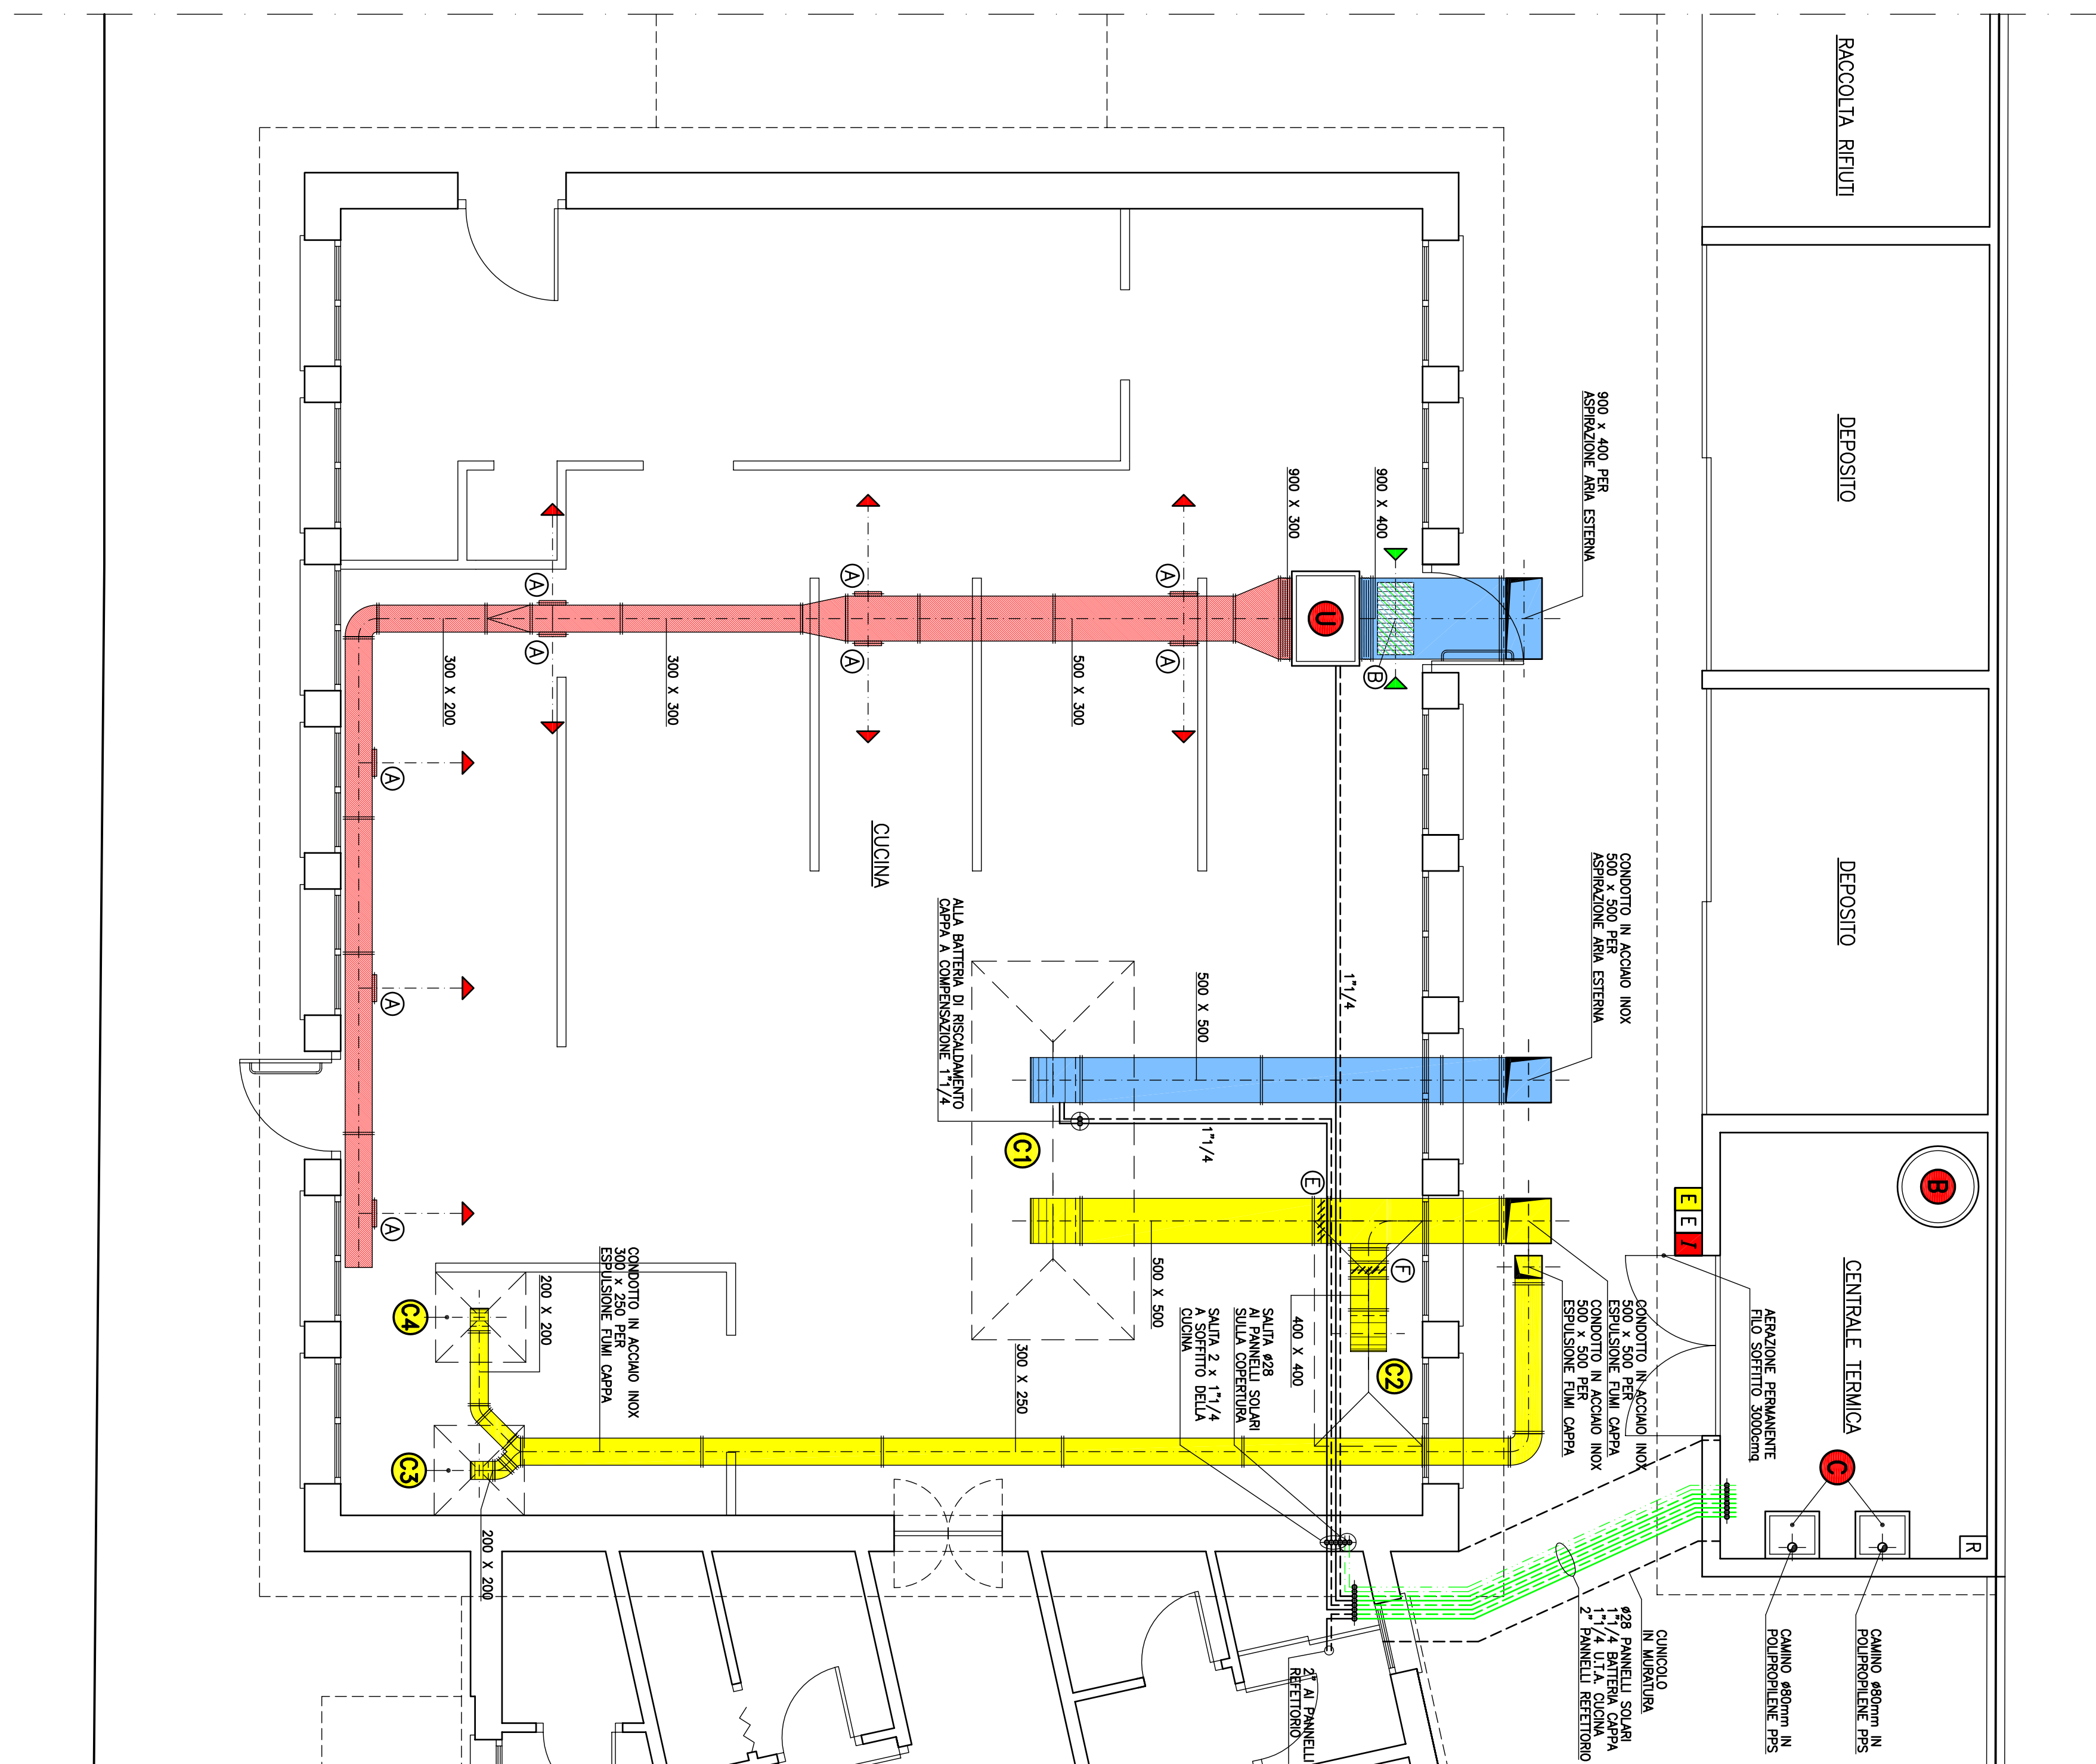 RACCOLTA RIFIUTI
DEPOSITO
DEPOSITO
CENTRALE TERMICA
B
C
R
E
E
I
AERAZIONE PERMANENTE
FILO SOFFITTO 3000cmq
CAMINO ø80mm IN
POLIPROPILENE PPS
CAMINO ø80mm IN
POLIPROPILENE PPS
CUNICOLO
IN MURATURA
ø28 PANNELLI SOLARI
1"1/4 BATTERIA CAPPA
1"1/4 U.T.A. CUCINA
2" PANNELLI REFETTORIO
900 x 400 PER
ASPIRAZIONE ARIA ESTERNA
CONDOTTO IN ACCIAIO INOX
500 x 500 PER
ASPIRAZIONE ARIA ESTERNA
CONDOTTO IN ACCIAIO INOX
500 x 500 PER
ESPULSIONE FUMI CAPPA
CONDOTTO IN ACCIAIO INOX
500 x 500 PER
ESPULSIONE FUMI CAPPA
900 X 400
900 X 300
U
B
A
A
A
A
A
A
500 X 300
300 X 300
300 X 200
A
A
A
CUCINA
1"1/4
500 X 500
1"1/4
ALLA BATTERIA DI RISCALDAMENTO
CAPPA A COMPENSAZIONE 1"1/4
C1
E
F
500 X 500
400 X 400
C2
SALITA ø28
AI PANNELLI SOLARI
SULLA COPERTURA
SALITA 2 x 1"1/4
A SOFFITTO DELLA
CUCINA
300 X 250
CONDOTTO IN ACCIAIO INOX
300 x 250 PER
ESPULSIONE FUMI CAPPA
200 X 200
C4
C3
200 X 200
2" AI PANNELLI
REFETTORIO